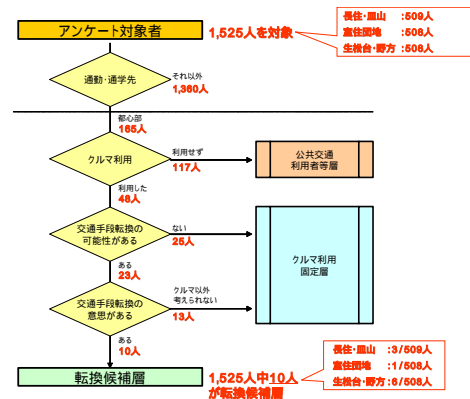 アンケート対象者
1,525人を対象
長住・皿山 :509人
室住団地 :508人
生松台・野方 :508人
通勤・通学先
それ以外
1,360人
都心部
165人
クルマ利用
利用せず
117人
公共交通
利用者等層
利用した
48人
交通手段転換の
可能性がある
ない
25人
クルマ利用
固定層
ある
23人
交通手段転換の
意思がある
クルマ以外
考えられない
13人
ある
10人
転換候補層
1,525人中10人
が転換候補層
長住・皿山 :3/509人
室住団地 :1/508人
生松台・野方:6/508人